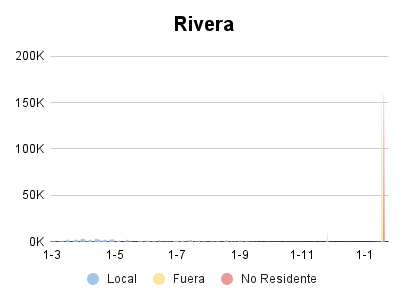 Rivera
200K
150K
100K
50K
0K
1-3 1-5 1-7 1-9 1-11 1-1
Local Fuera No Residente